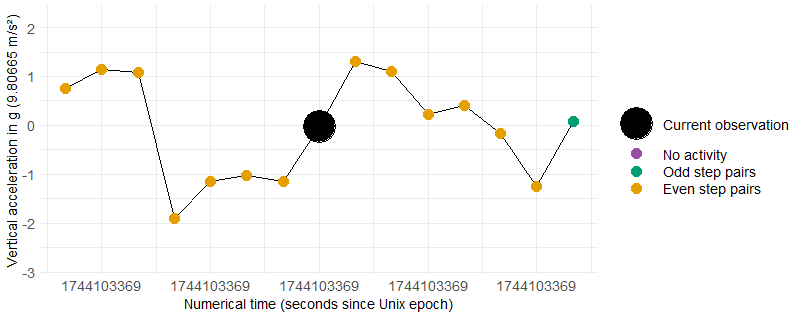 Vertical acceleration in g (9.80665 m/s²)
2
1
0
-1
-2
-3
1744103369 1744103369 1744103369 1744103369 1744103369
Numerical time (seconds since Unix epoch)
Current observation
No activity
Odd step pairs
Even step pairs